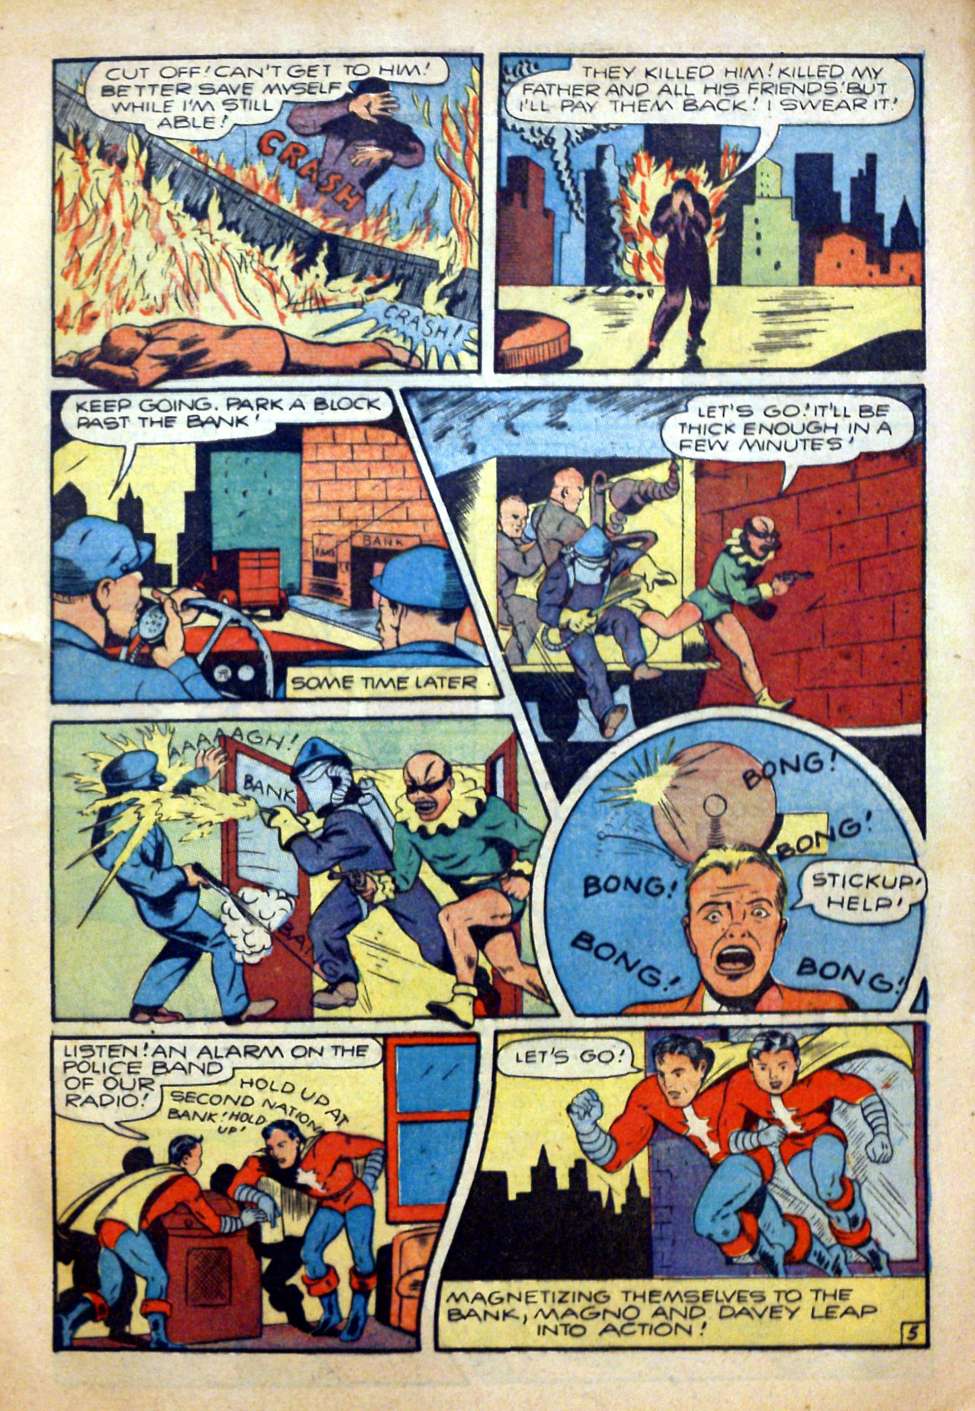 CUT OFF! CAN'T GET TO HIM!
BETTER SAVE MYSELF
WHILE I'M STILL
ABLE!
CRASH
CRASH!
THEY KILLED HIM! KILLED MY
FATHER AND ALL HIS FRIENDS! BUT
I'LL PAY THEM BACK! I SWEAR IT!
KEEP GOING. PARK A BLOCK
PAST THE BANK!
BANK
BANK
SOME TIME LATER.
LET'S GO! IT'LL BE
THICK ENOUGH IN A
FEW MINUTES!
AAAAAGH!
BANK
BANG
BONG!
BONG!
BONG!
BONG!
BONG!
STICKUP!
HELP!
LISTEN! AN ALARM ON THE
POLICE BAND
OF OUR
RADIO!
HOLD UP AT
SECOND NATIONAL
BANK! HOLD
UP!
LET'S GO!
MAGNETIZING THEMSELVES TO THE
BANK, MAGNO AND DAVEY LEAP
INTO ACTION!
5